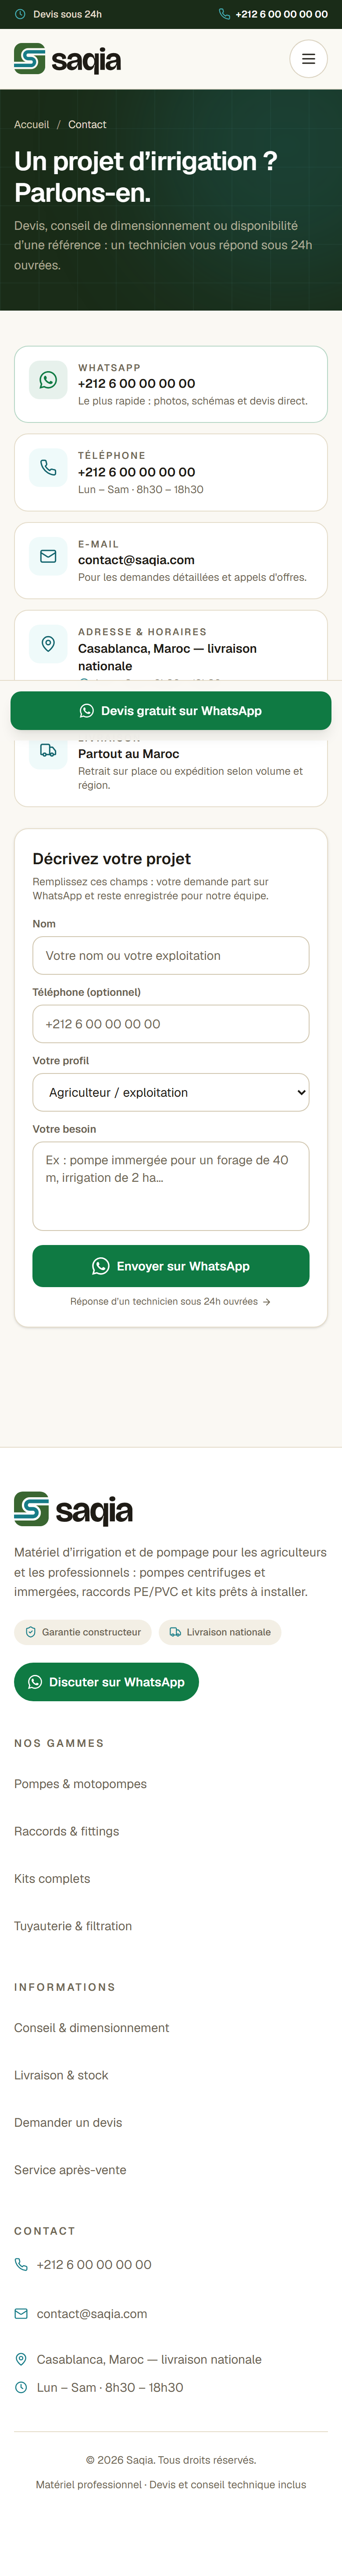 Devis sous 24h
+212 6 00 00 00 00
saqia
Accueil / Contact
Un projet d’irrigation ?
Parlons-en.
Devis, conseil de dimensionnement ou disponibilité
d’une référence : un technicien vous répond sous 24h
ouvrées.
WHATSAPP
+212 6 00 00 00 00
Le plus rapide : photos, schémas et devis direct.
TÉLÉPHONE
+212 6 00 00 00 00
Lun – Sam · 8h30 – 18h30
E-MAIL
contact@saqia.com
Pour les demandes détaillées et appels d’offres.
ADRESSE & HORAIRES
Casablanca, Maroc — livraison
nationale
Devis gratuit sur WhatsApp
Partout au Maroc
Retrait sur place ou expédition selon volume et
région.
Décrivez votre projet
Remplissez ces champs : votre demande part sur
WhatsApp et reste enregistrée pour notre équipe.
Nom
Votre nom ou votre exploitation
Téléphone (optionnel)
+212 6 00 00 00 00
Votre profil
Agriculteur / exploitation
Votre besoin
Ex : pompe immergée pour un forage de 40
m, irrigation de 2 ha…
Envoyer sur WhatsApp
Réponse d’un technicien sous 24h ouvrées →
saqia
Matériel d’irrigation et de pompage pour les agriculteurs
et les professionnels : pompes centrifuges et
immergées, raccords PE/PVC et kits prêts à installer.
Garantie constructeur
Livraison nationale
Discuter sur WhatsApp
NOS GAMMES
Pompes & motopompes
Raccords & fittings
Kits complets
Tuyauterie & filtration
INFORMATIONS
Conseil & dimensionnement
Livraison & stock
Demander un devis
Service après-vente
CONTACT
+212 6 00 00 00 00
contact@saqia.com
Casablanca, Maroc — livraison nationale
Lun – Sam · 8h30 – 18h30
© 2026 Saqia. Tous droits réservés.
Matériel professionnel · Devis et conseil technique inclus